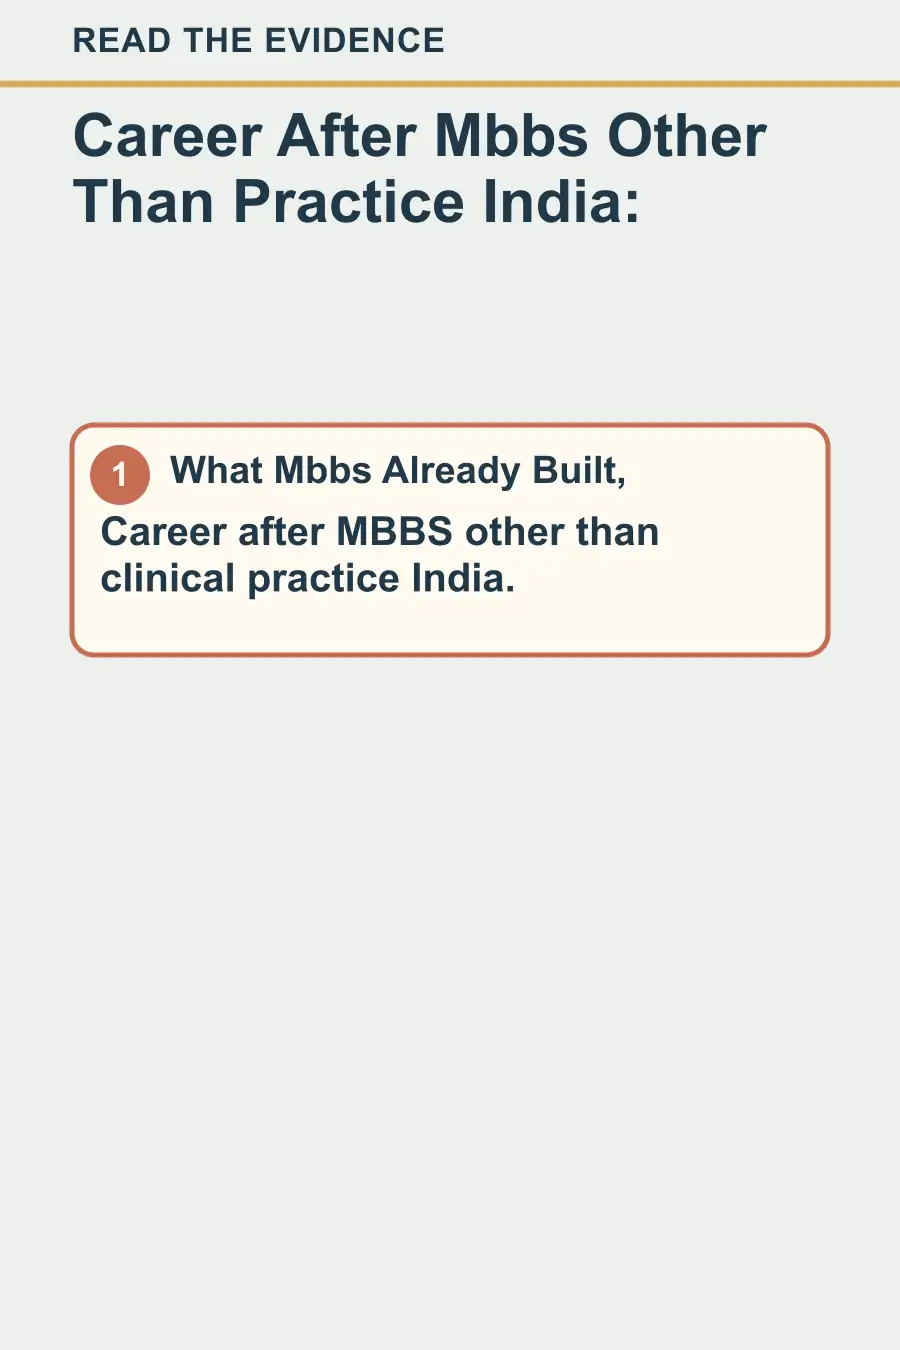 READ THE EVIDENCE
Career After Mbbs Other
Than Practice India:
1 What Mbbs Already Built,
Career after MBBS other than
clinical practice India.